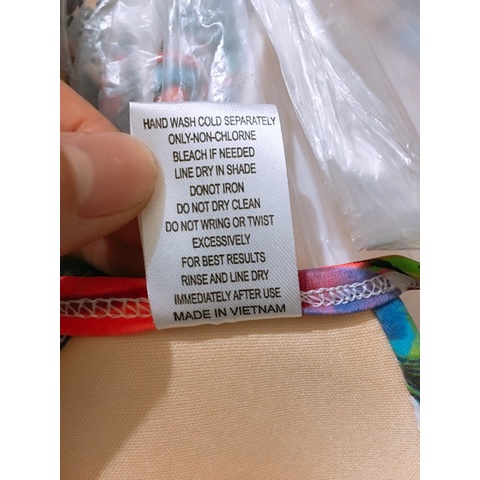 HAND WASH COLD SEPARATELY
ONLY-NON-CHLORNE
BLEACH IF NEEDED
LINE DRY IN SHADE
DONOT IRON
DO NOT DRY CLEAN
DO NOT WRING OR TWIST
EXCESSIVELY
FOR BEST RESULTS
RINSE AND LINE DRY
IMMEDIATELY AFTER USE
MADE IN VIETNAM